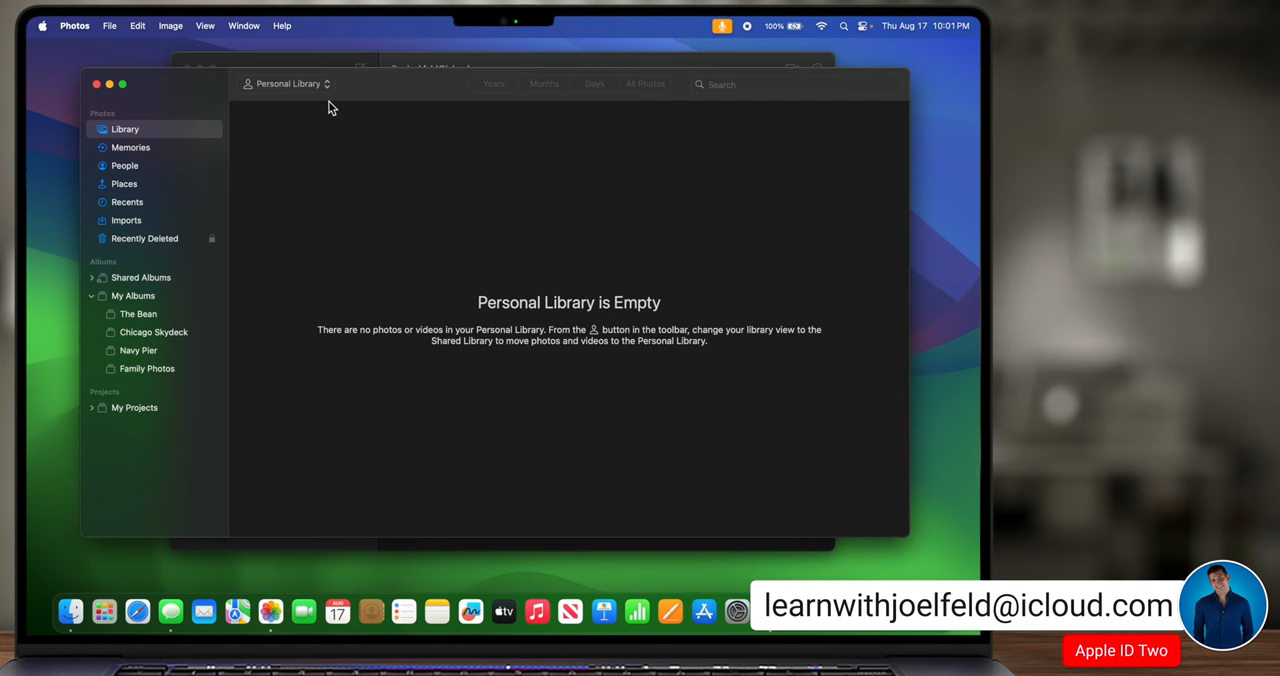 Photos File Edit Image View Window Help
100% Thu Aug 17 10:01 PM
Personal Library
Years Months Days All Photos Search
Photos
Library
Memories
People
Places
Recents
Imports
Recently Deleted
Albums
Shared Albums
My Albums
The Bean
Chicago Skydeck
Navy Pier
Family Photos
Projects
My Projects
Personal Library is Empty
There are no photos or videos in your Personal Library. From the button in the toolbar, change your library view to the
Shared Library to move photos and videos to the Personal Library.
AUG
17
tv
learnwithjoelfeld@icloud.com
Apple ID Two